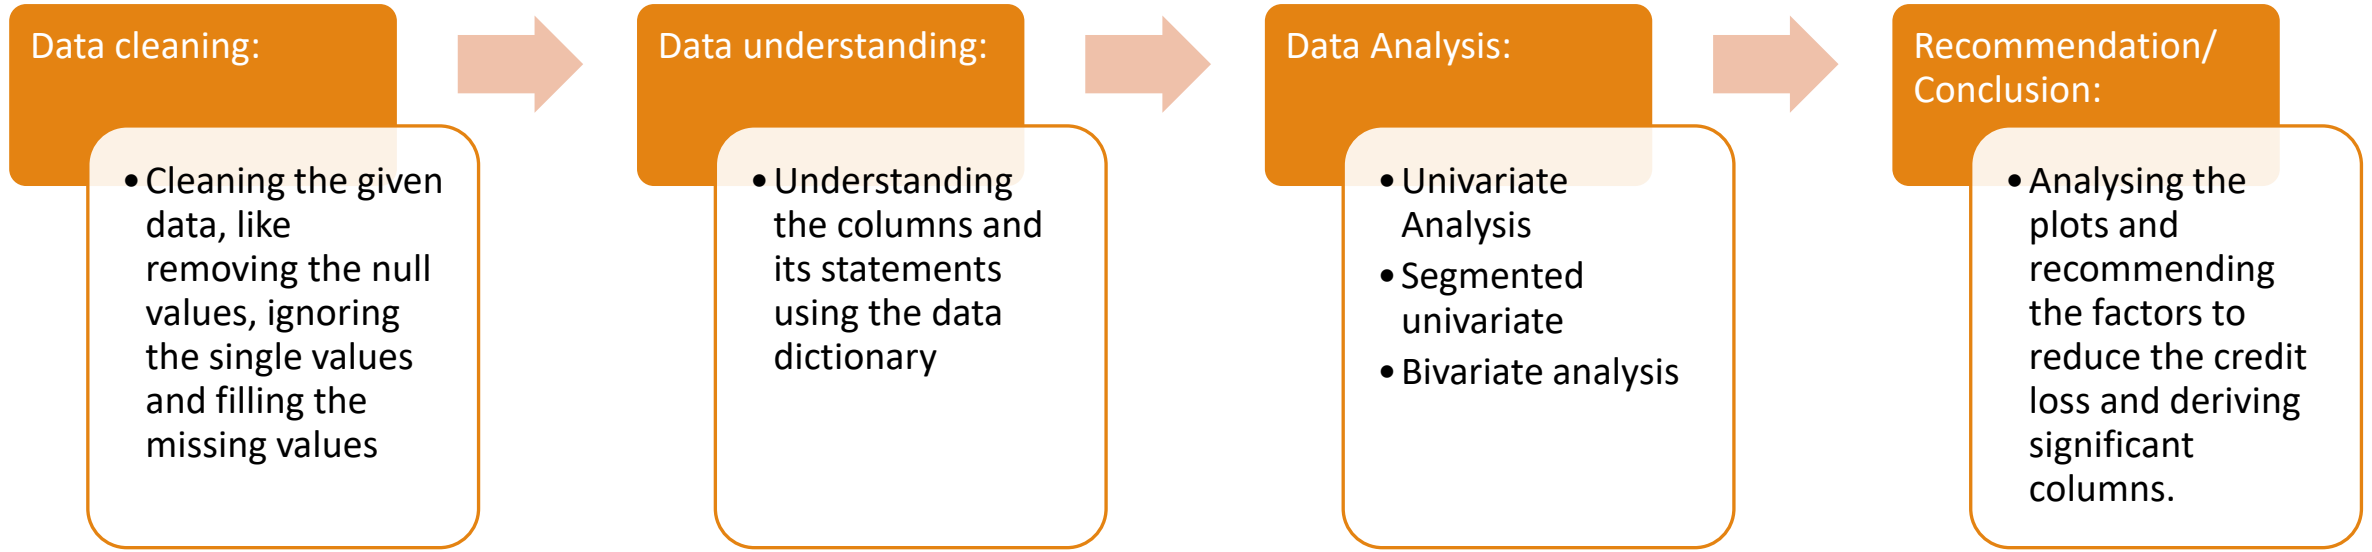 Data cleaning:
• Cleaning the given
data, like
removing the null
values, ignoring
the single values
and filling the
missing values
Data understanding:
• Understanding
the columns and
its statements
using the data
dictionary
Data Analysis:
• Univariate
Analysis
• Segmented
univariate
• Bivariate analysis
Recommendation/
Conclusion:
• Analysing the
plots and
recommending
the factors to
reduce the credit
loss and deriving
significant
columns.